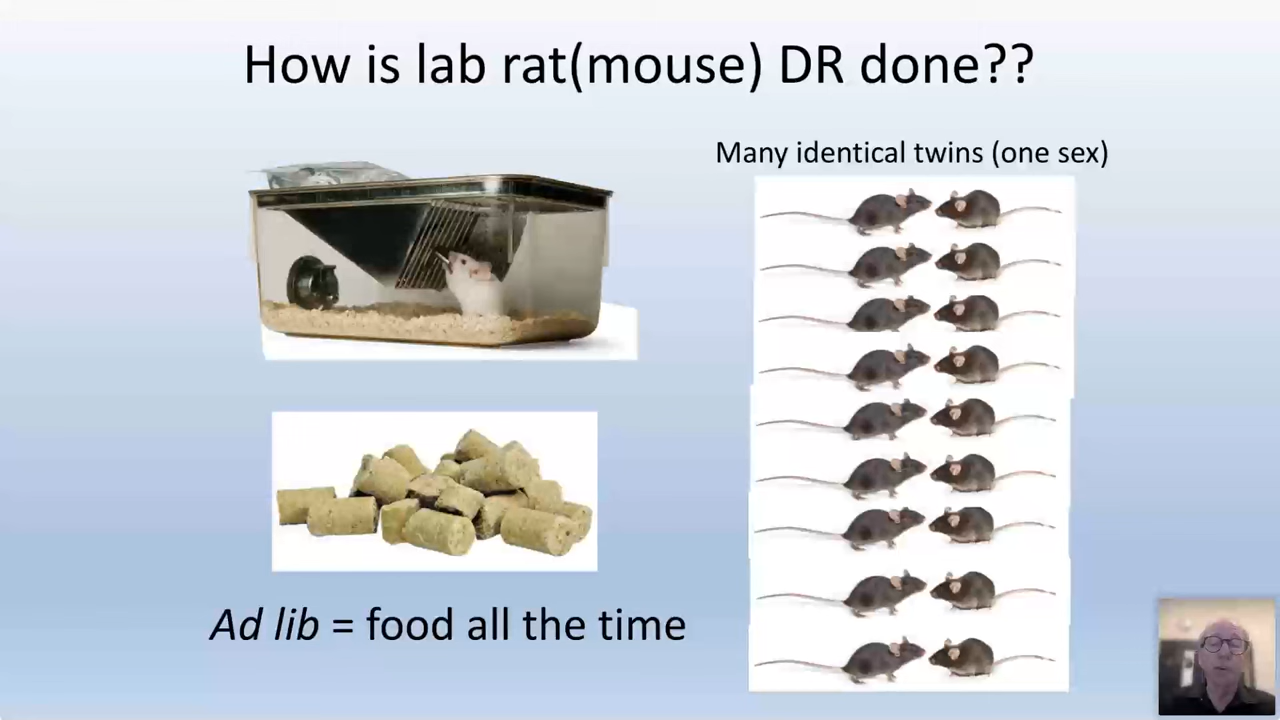 How is lab rat(mouse) DR done??
Many identical twins (one sex)
Ad lib = food all the time